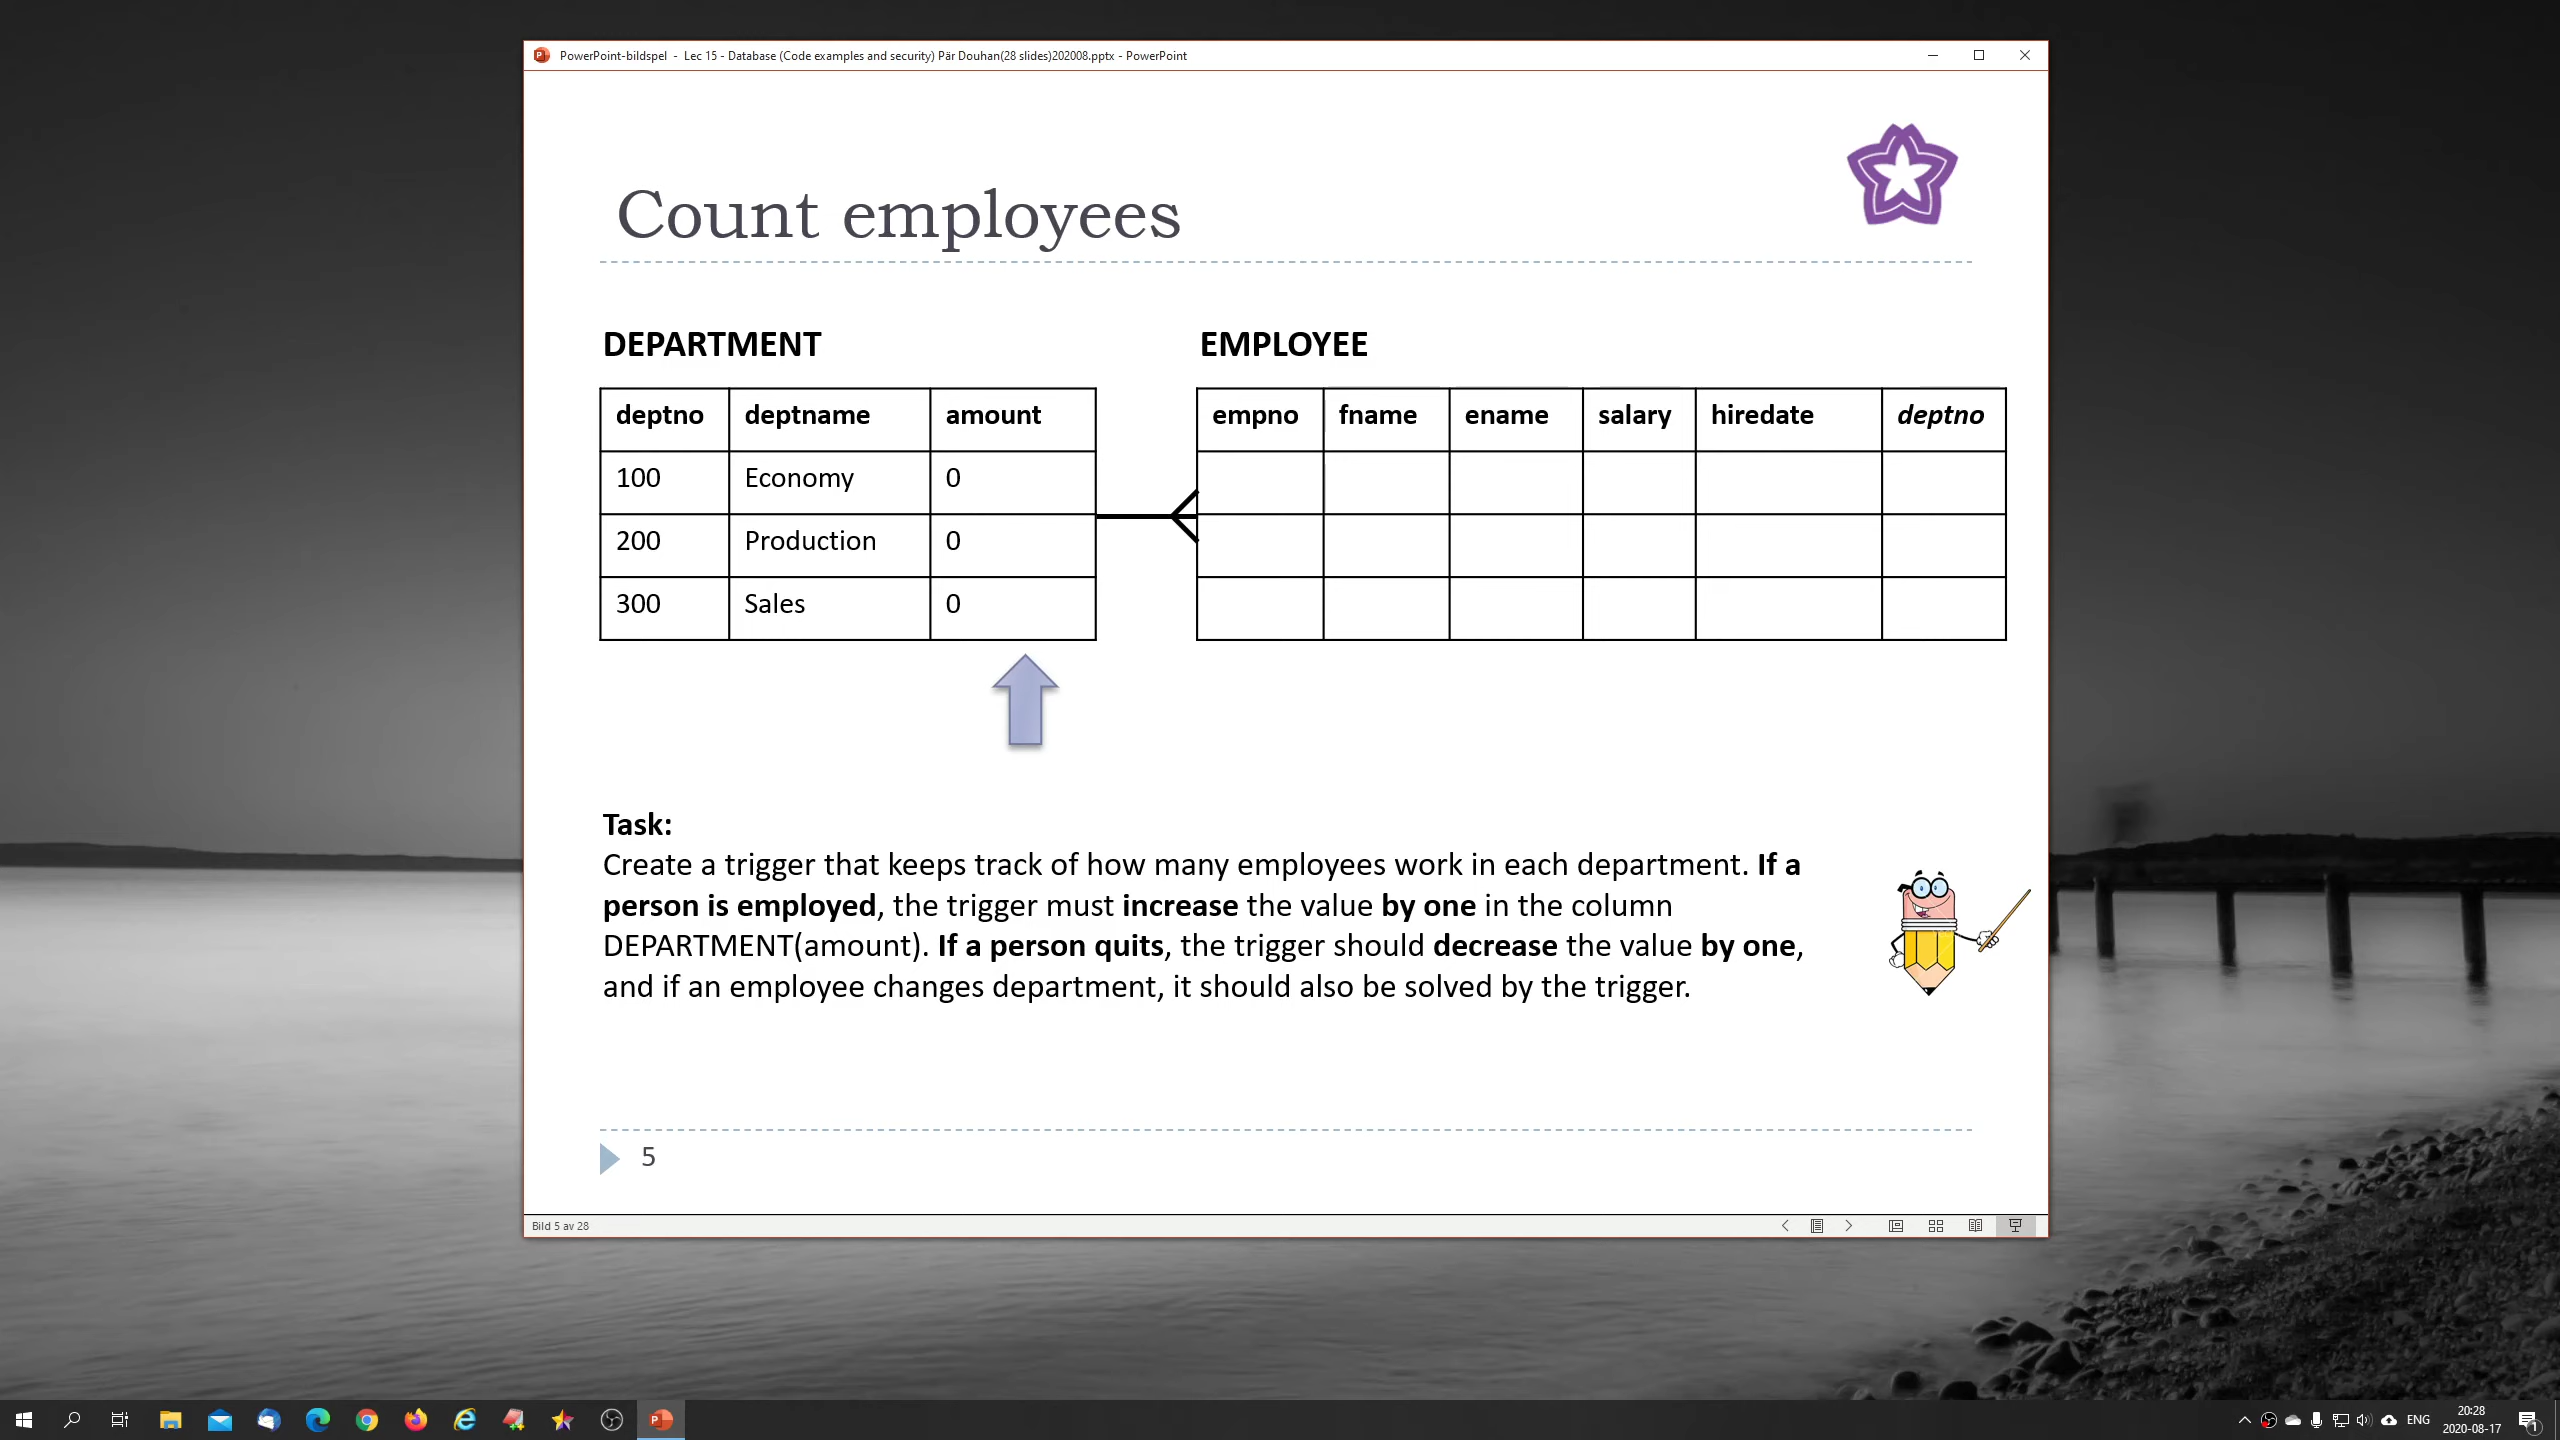 PowerPoint-bildspel - Lec 15 - Database (Code examples and security) Pär Douhan(28 slides)202008.pptx - PowerPoint
Count employees
DEPARTMENT
deptno deptname amount
100 Economy 0
200 Production 0
300 Sales 0
EMPLOYEE
empno fname ename salary hiredate deptno
Task:
Create a trigger that keeps track of how many employees work in each department. If a
person is employed, the trigger must increase the value by one in the column
DEPARTMENT(amount). If a person quits, the trigger should decrease the value by one,
and if an employee changes department, it should also be solved by the trigger.
5
Bild 5 av 28
ENG
20:28
2020-08-17
1